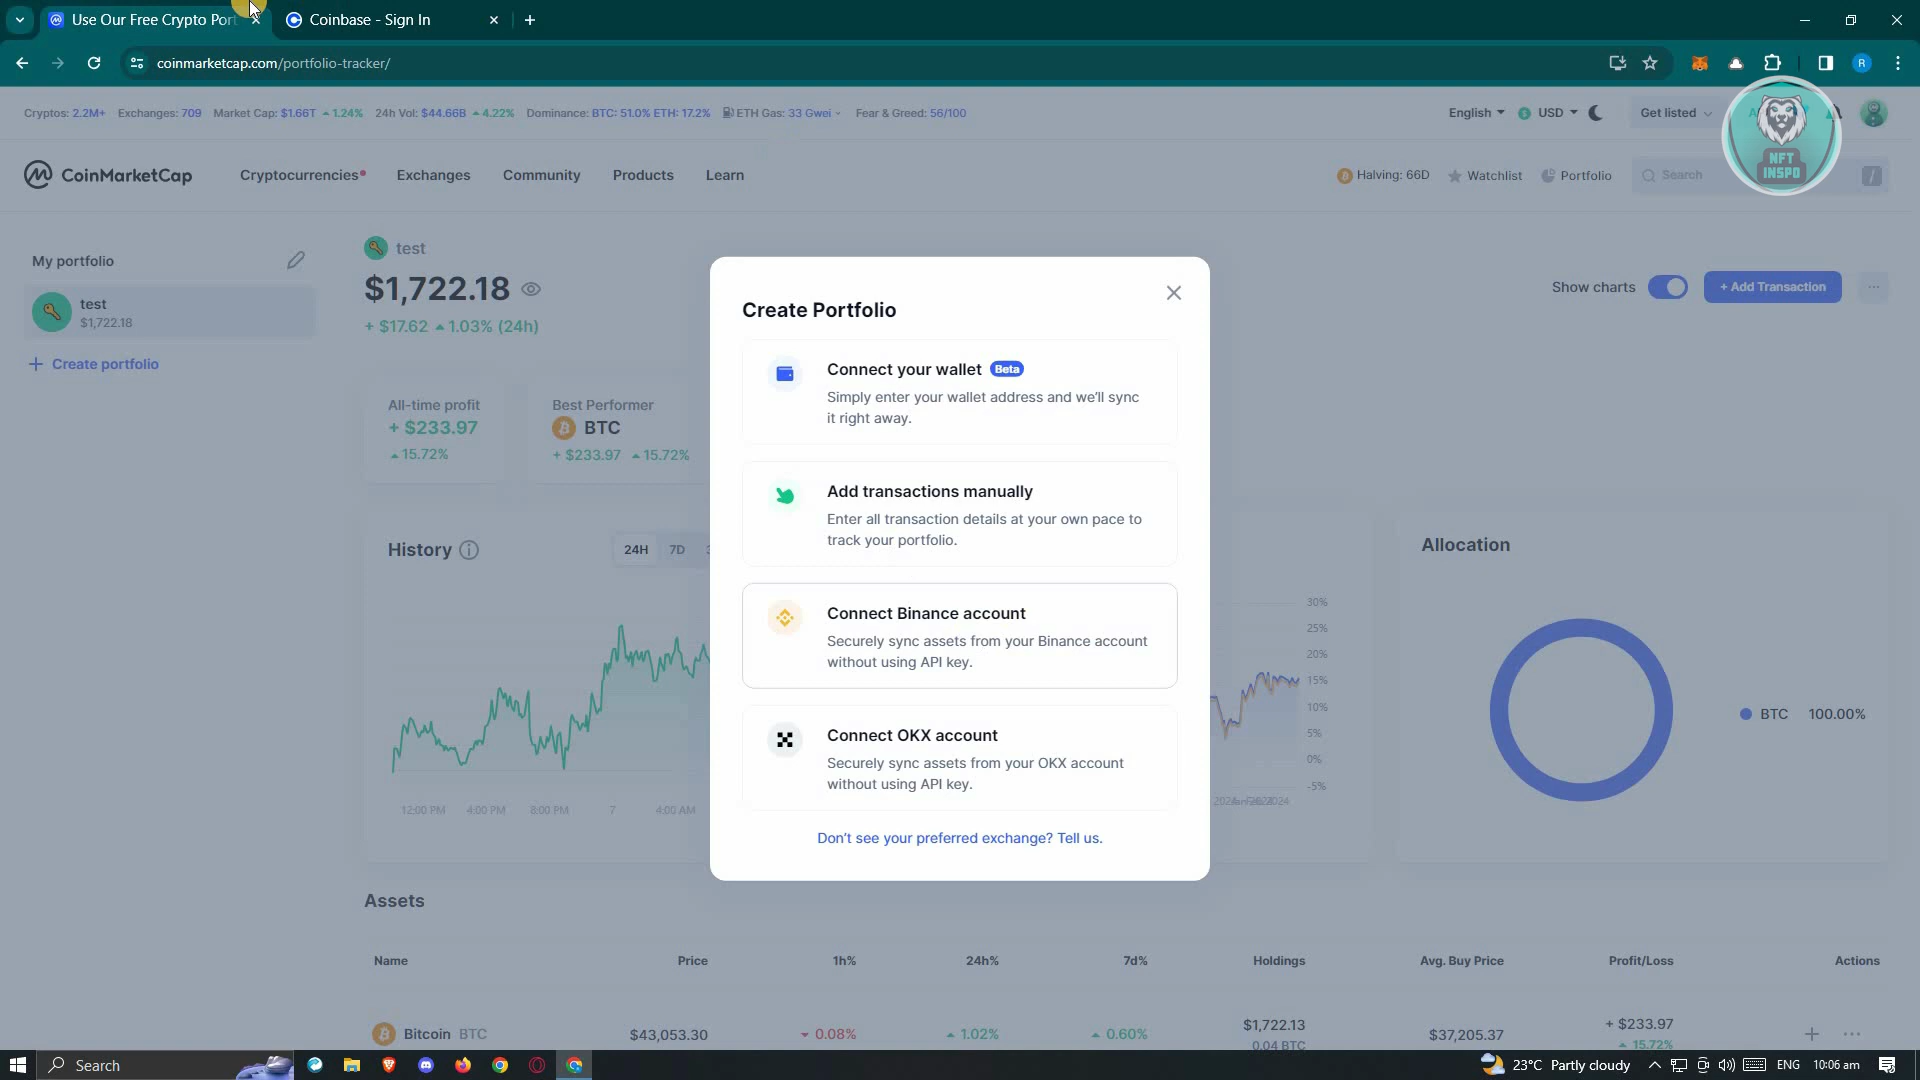 Use Our Free Crypto Port
Coinbase - Sign In
coinmarketcap.com/portfolio-tracker/
R
Cryptos: 2.2M+ Exchanges: 709 Market Cap: $1.66T 1.24% 24h Vol: $44.66B 4.22% Dominance: BTC: 51.0% ETH: 17.2% ETH Gas: 33 Gwei Fear & Greed: 56/100
English USD Get listed
NFT
INSPO
CoinMarketCap
Cryptocurrencies Exchanges Community Products Learn
Halving: 66D Watchlist Portfolio Search /
My portfolio
test
$1,722.18
+ Create portfolio
test
$1,722.18
+ $17.62 1.03% (24h)
Show charts
+ Add Transaction
All-time profit
+ $233.97
15.72%
Best Performer
BTC
+ $233.97 15.72%
Create Portfolio
Connect your wallet Beta
Simply enter your wallet address and we'll sync
it right away.
Add transactions manually
Enter all transaction details at your own pace to
track your portfolio.
Connect Binance account
Securely sync assets from your Binance account
without using API key.
Connect OKX account
Securely sync assets from your OKX account
without using API key.
Don't see your preferred exchange? Tell us.
History
24H 7D
12:00 PM 4:00 PM 8:00 PM 7 4:00 AM
30%
25%
20%
15%
10%
5%
0%
-5%
Allocation
BTC 100.00%
Assets
Name Price 1h% 24h% 7d% Holdings Avg. Buy Price Profit/Loss Actions
Bitcoin BTC $43,053.30 0.08% 1.02% 0.60% $1,722.13 $37,205.37 + $233.97
0.04 BTC 15.72%
Search
23°C Partly cloudy
ENG 10:06 am